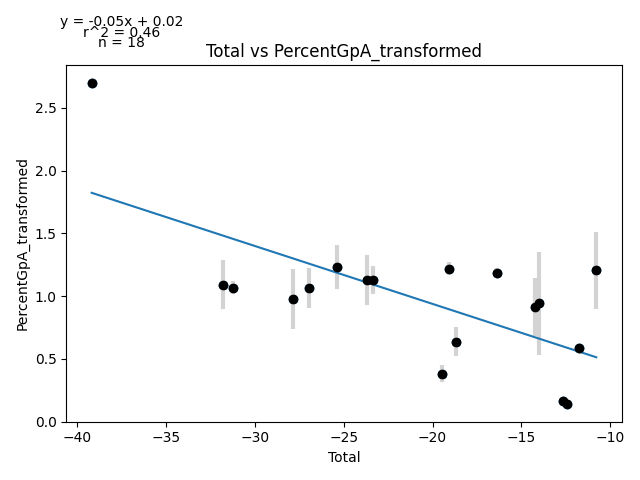 y = -0.05x + 0.02
r^2 = 0.46
n = 18
Total vs PercentGpA_transformed
PercentGpA_transformed
2.5
2.0
1.5
1.0
0.5
0.0
−40
−35
−30
−25
−20
−15
−10
Total